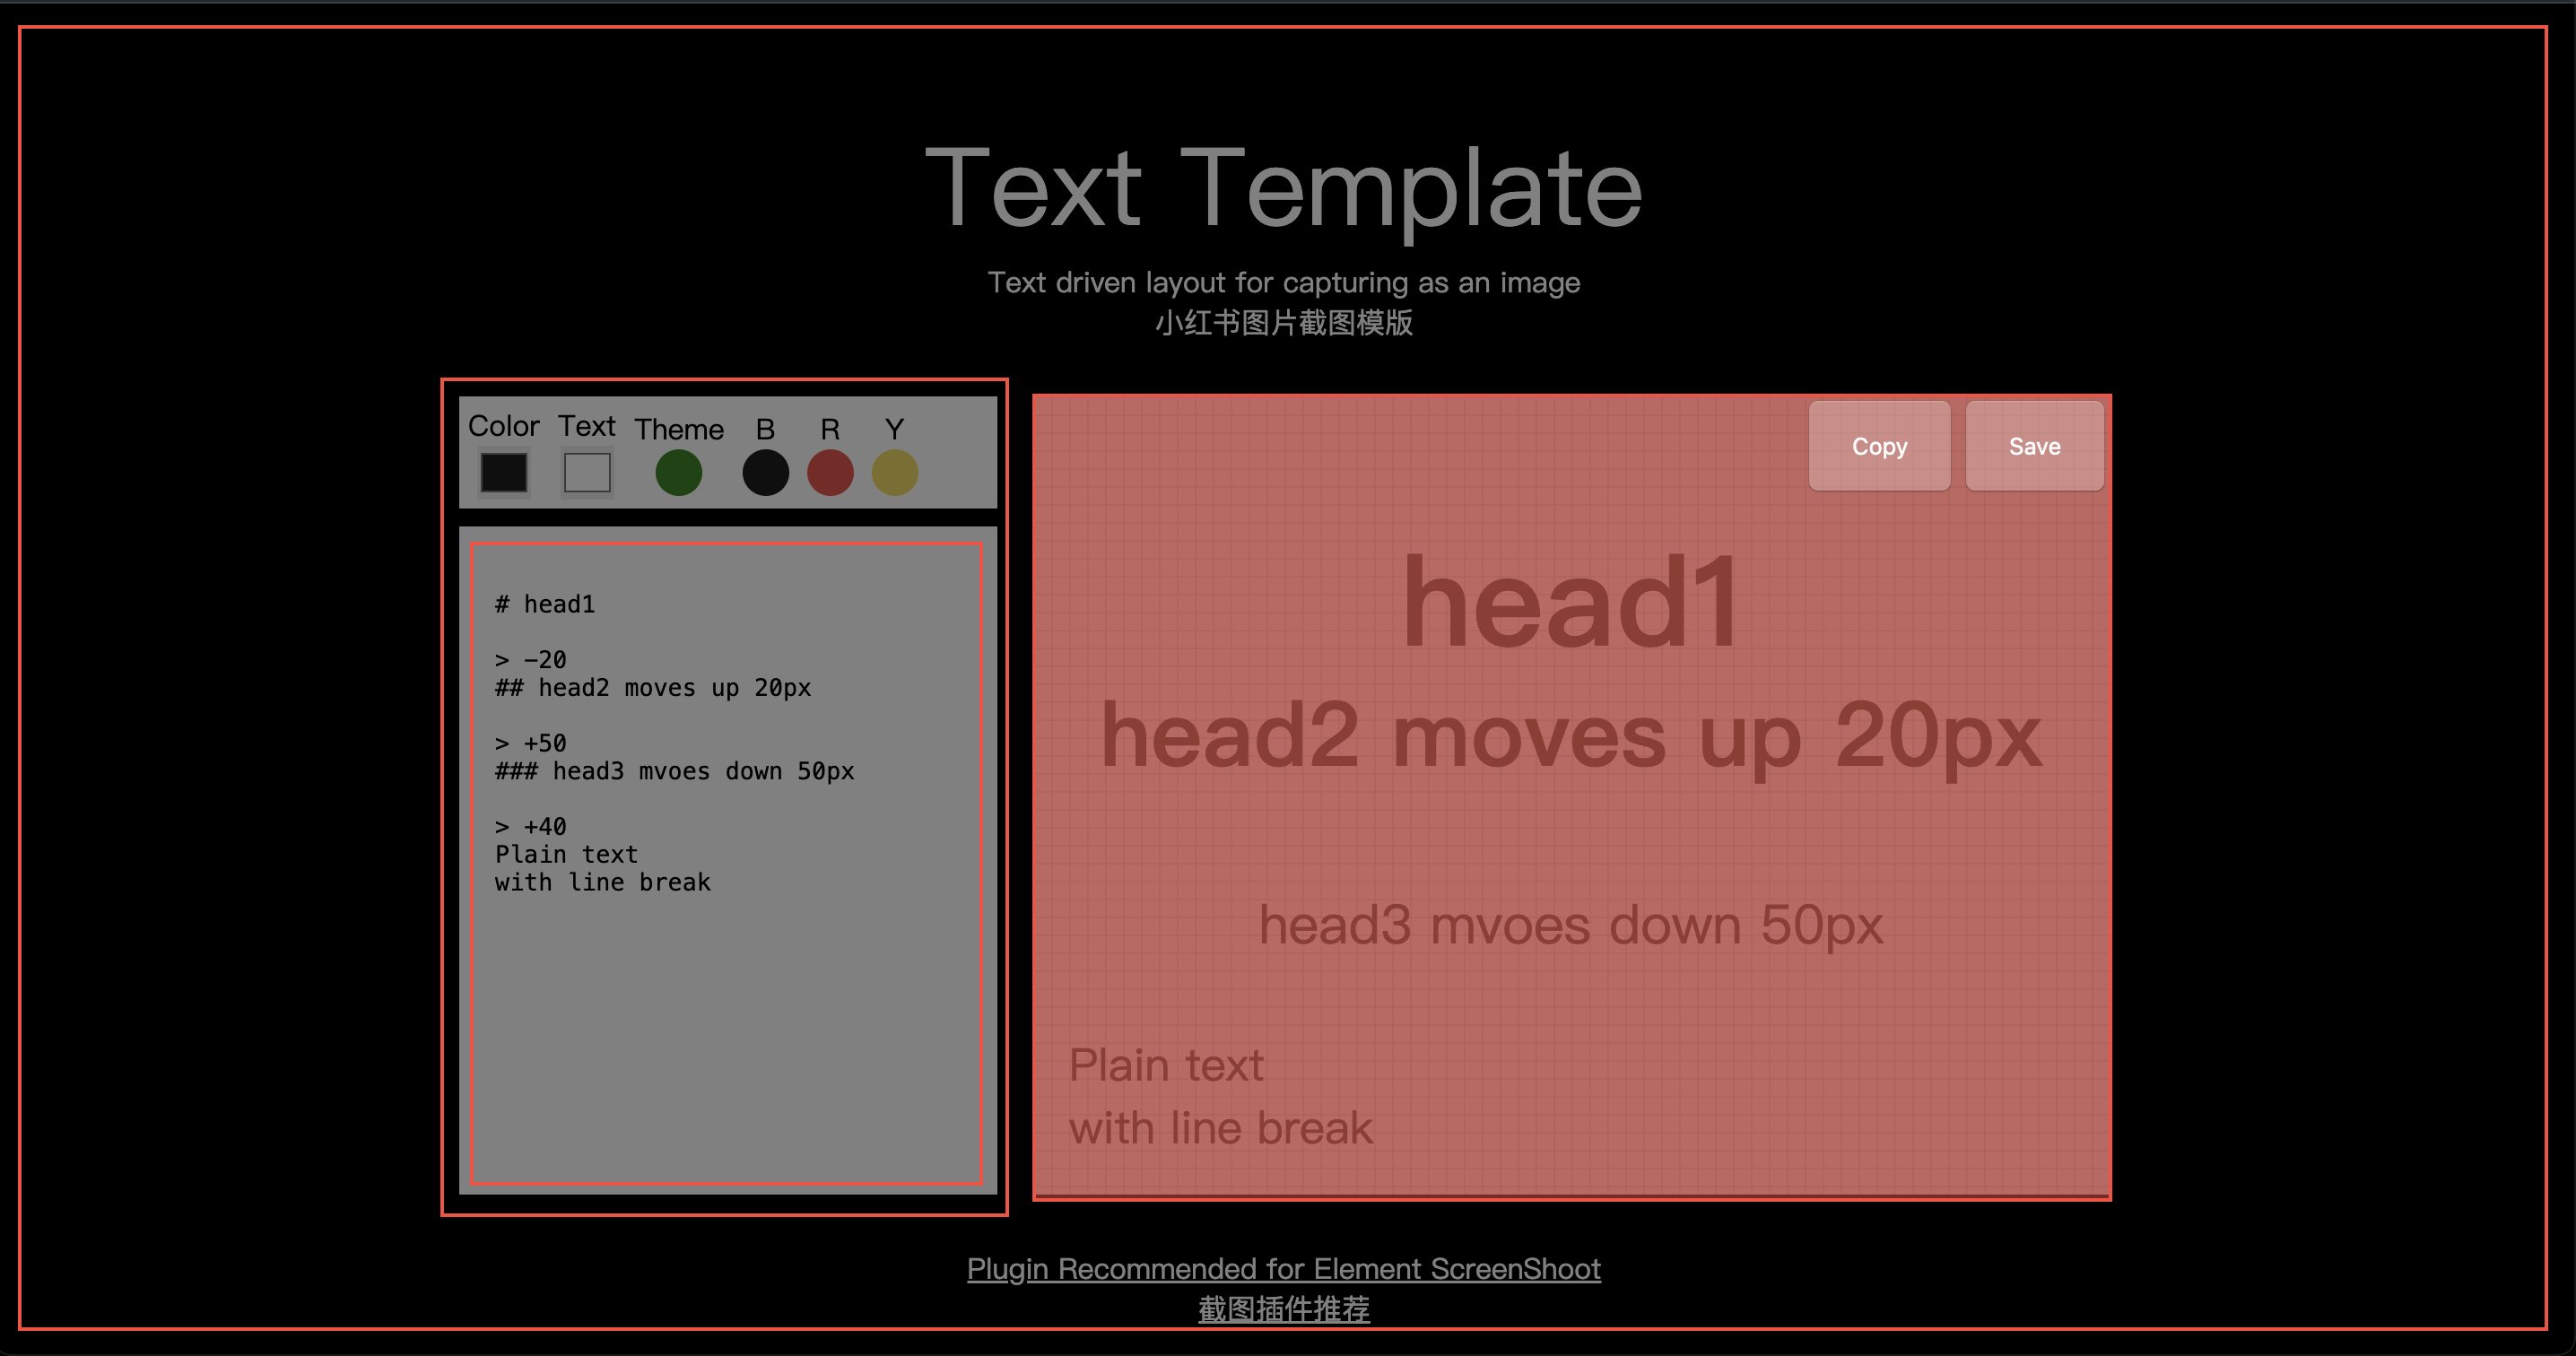 Text Template
Text driven layout for capturing as an image
小红书图片截图模版
Color Text Theme B R Y
# head1
> -20
## head2 moves up 20px
> +50
### head3 mvoes down 50px
> +40
Plain text
with line break
Copy Save
head1
head2 moves up 20px
head3 mvoes down 50px
Plain text
with line break
Plugin Recommended for Element ScreenShoot
截图插件推荐